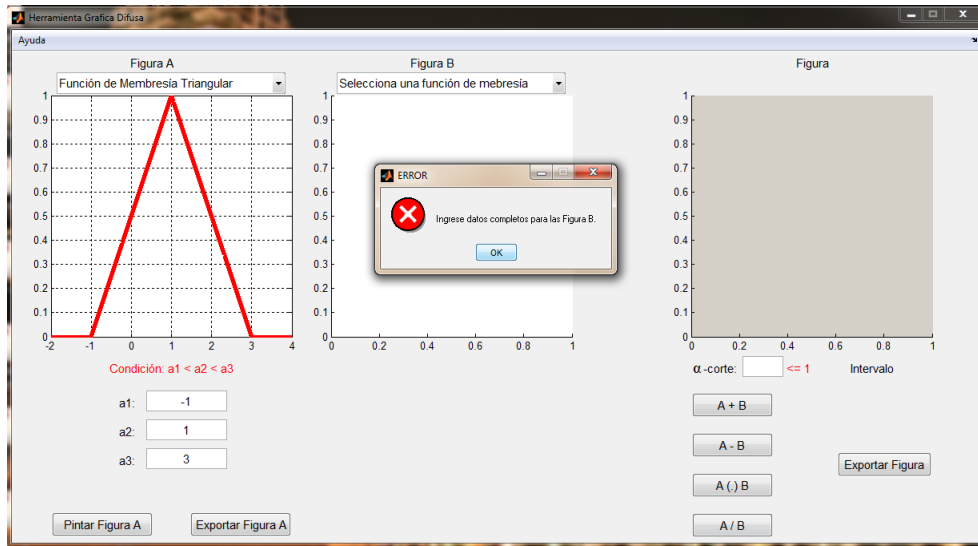 Herramienta Grafica Difusa
Ayuda
Figura A
Función de Membresía Triangular
1
0.9
0.8
0.7
0.6
0.5
0.4
0.3
0.2
0.1
0
-2 -1 0 1 2 3 4
Condición: a1 < a2 < a3
a1: -1
a2: 1
a3: 3
Pintar Figura A
Exportar Figura A
Figura B
Selecciona una función de mebresía
1
0.9
0.8
0.7
0.6
0.5
0.4
0.3
0.2
0.1
0
0 0.2 0.4 0.6 0.8 1
ERROR
Ingrese datos completos para las Figura B.
OK
Figura
1
0.9
0.8
0.7
0.6
0.5
0.4
0.3
0.2
0.1
0
0 0.2 0.4 0.6 0.8 1
α -corte: <= 1 Intervalo
A + B
A - B
A (.) B
A / B
Exportar Figura